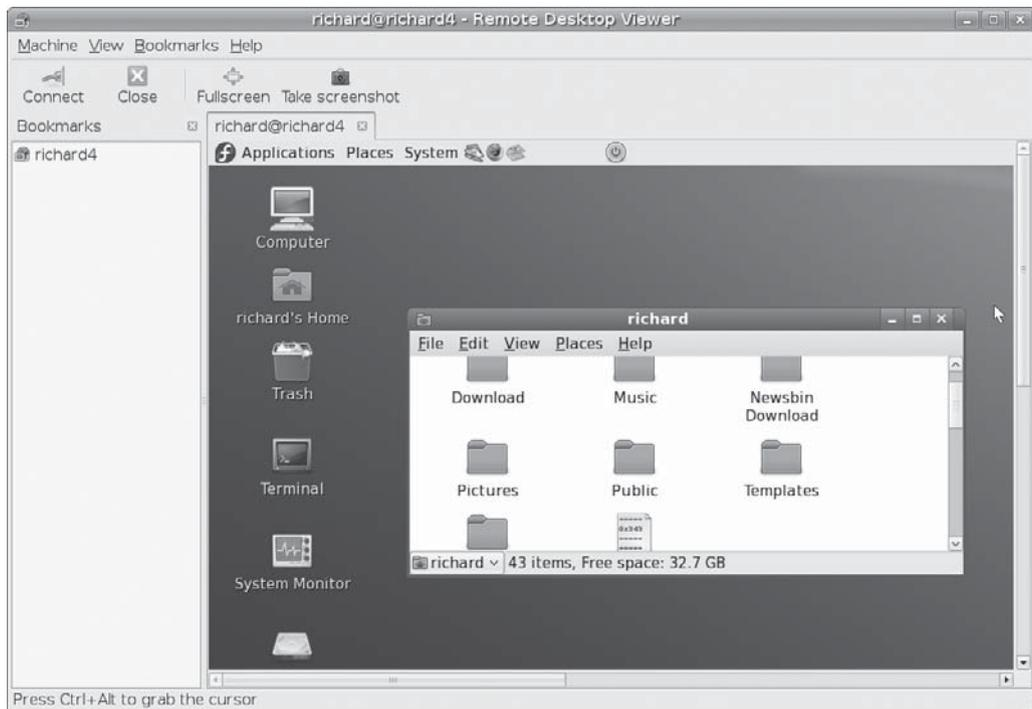 richard@richard4 - Remote Desktop Viewer
Machine View Bookmarks Help
Connect Close Fullscreen Take screenshot
Bookmarks
richard@richard4
richard4
Applications Places System
Computer
richard's Home
Trash
Terminal
System Monitor
richard
File Edit View Places Help
Download Music Newsbin Download
Pictures Public Templates
richard 43 items, Free space: 32.7 GB
Press Ctrl+Alt to grab the cursor